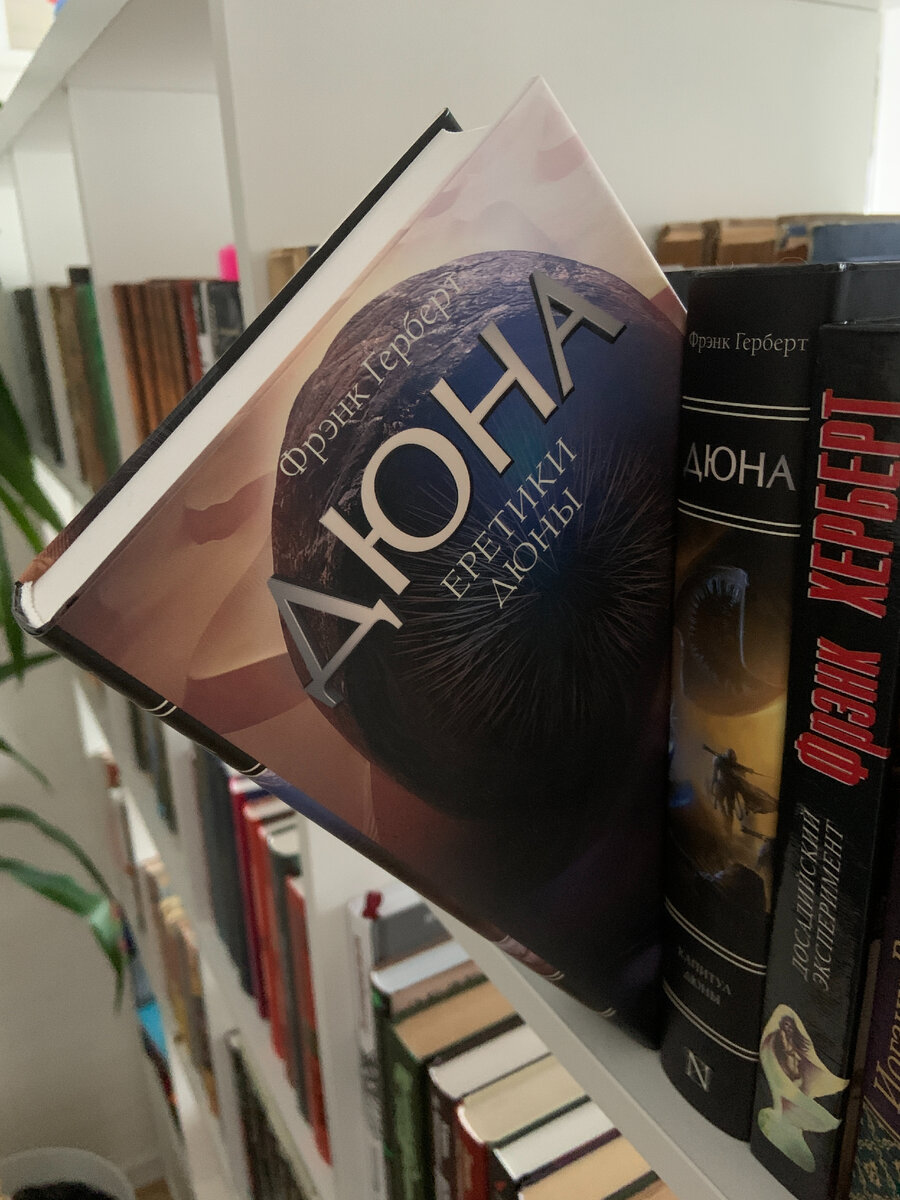 Фрэнк Герберт
ДЮНА
ЕРЕТИКИ
ДЮНЫ
Фрэнк Герберт
ДЮНА
КАПИТУЛ
ДЮНЫ
N
ФРЭНК ХЕРБЕРТ
ДОСАДИЙСКИЙ
ЭКСПЕРИМЕНТ